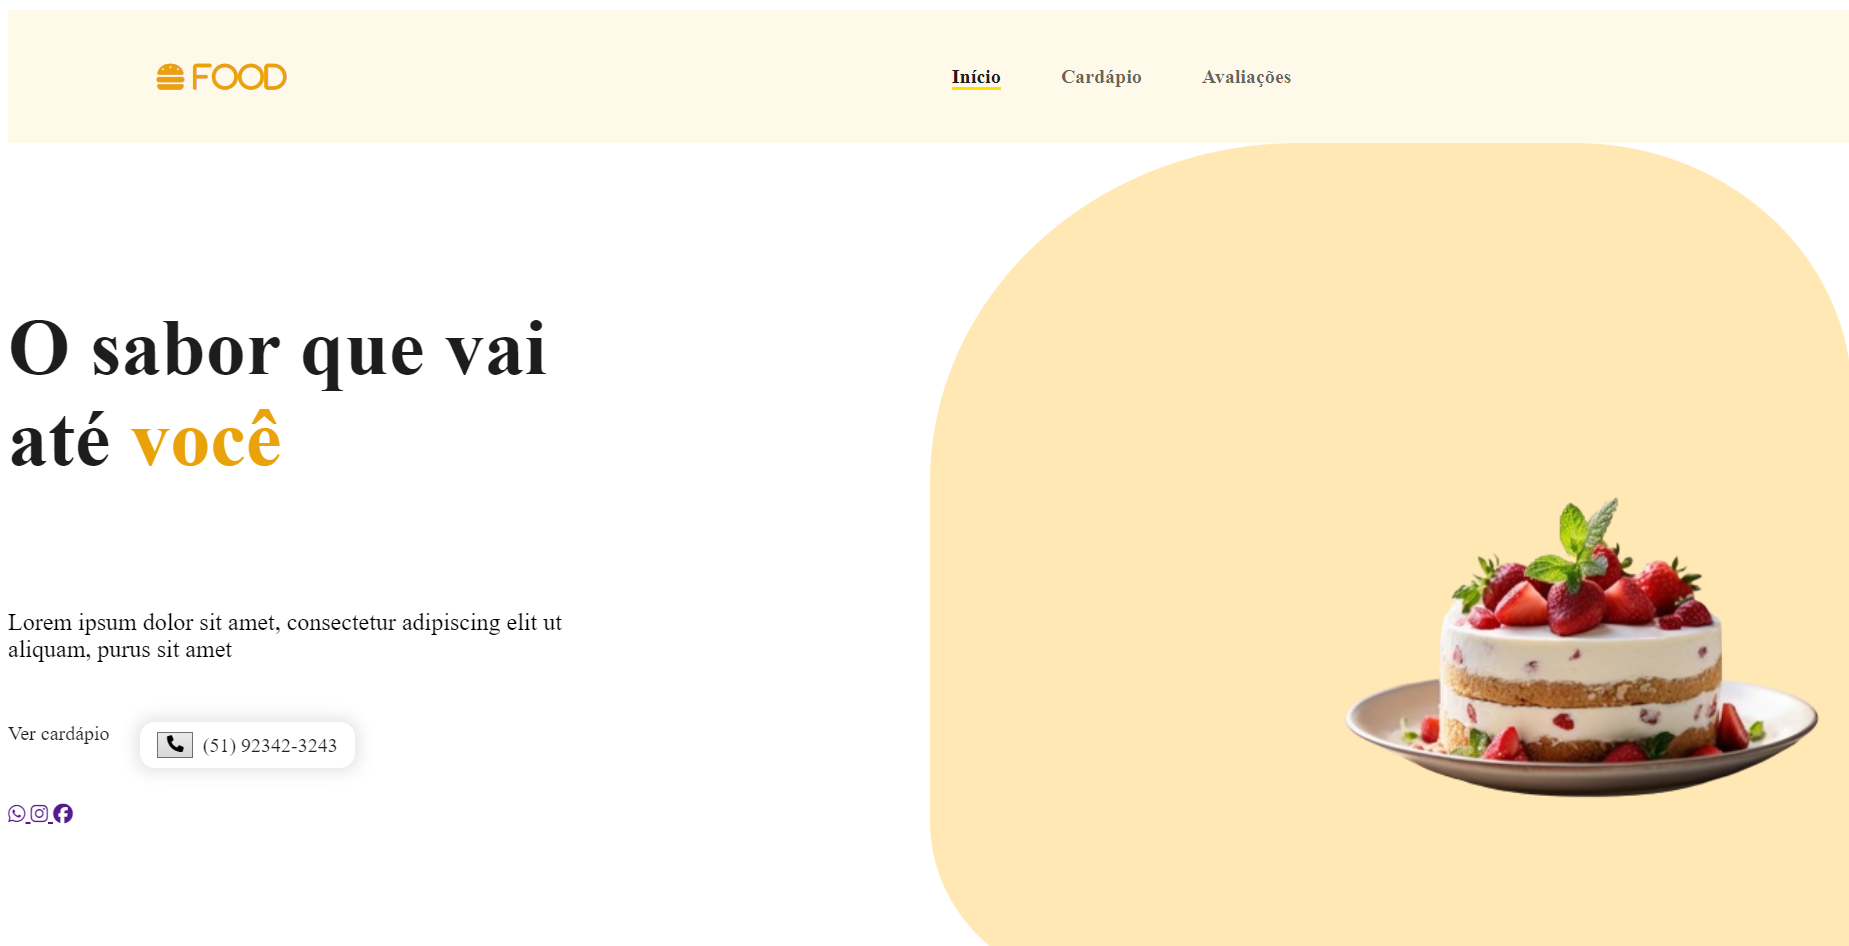 FOOD
Início Cardápio Avaliações
O sabor que vai
até você
Lorem ipsum dolor sit amet, consectetur adipiscing elit ut
aliquam, purus sit amet
Ver cardápio
(51) 92342-3243